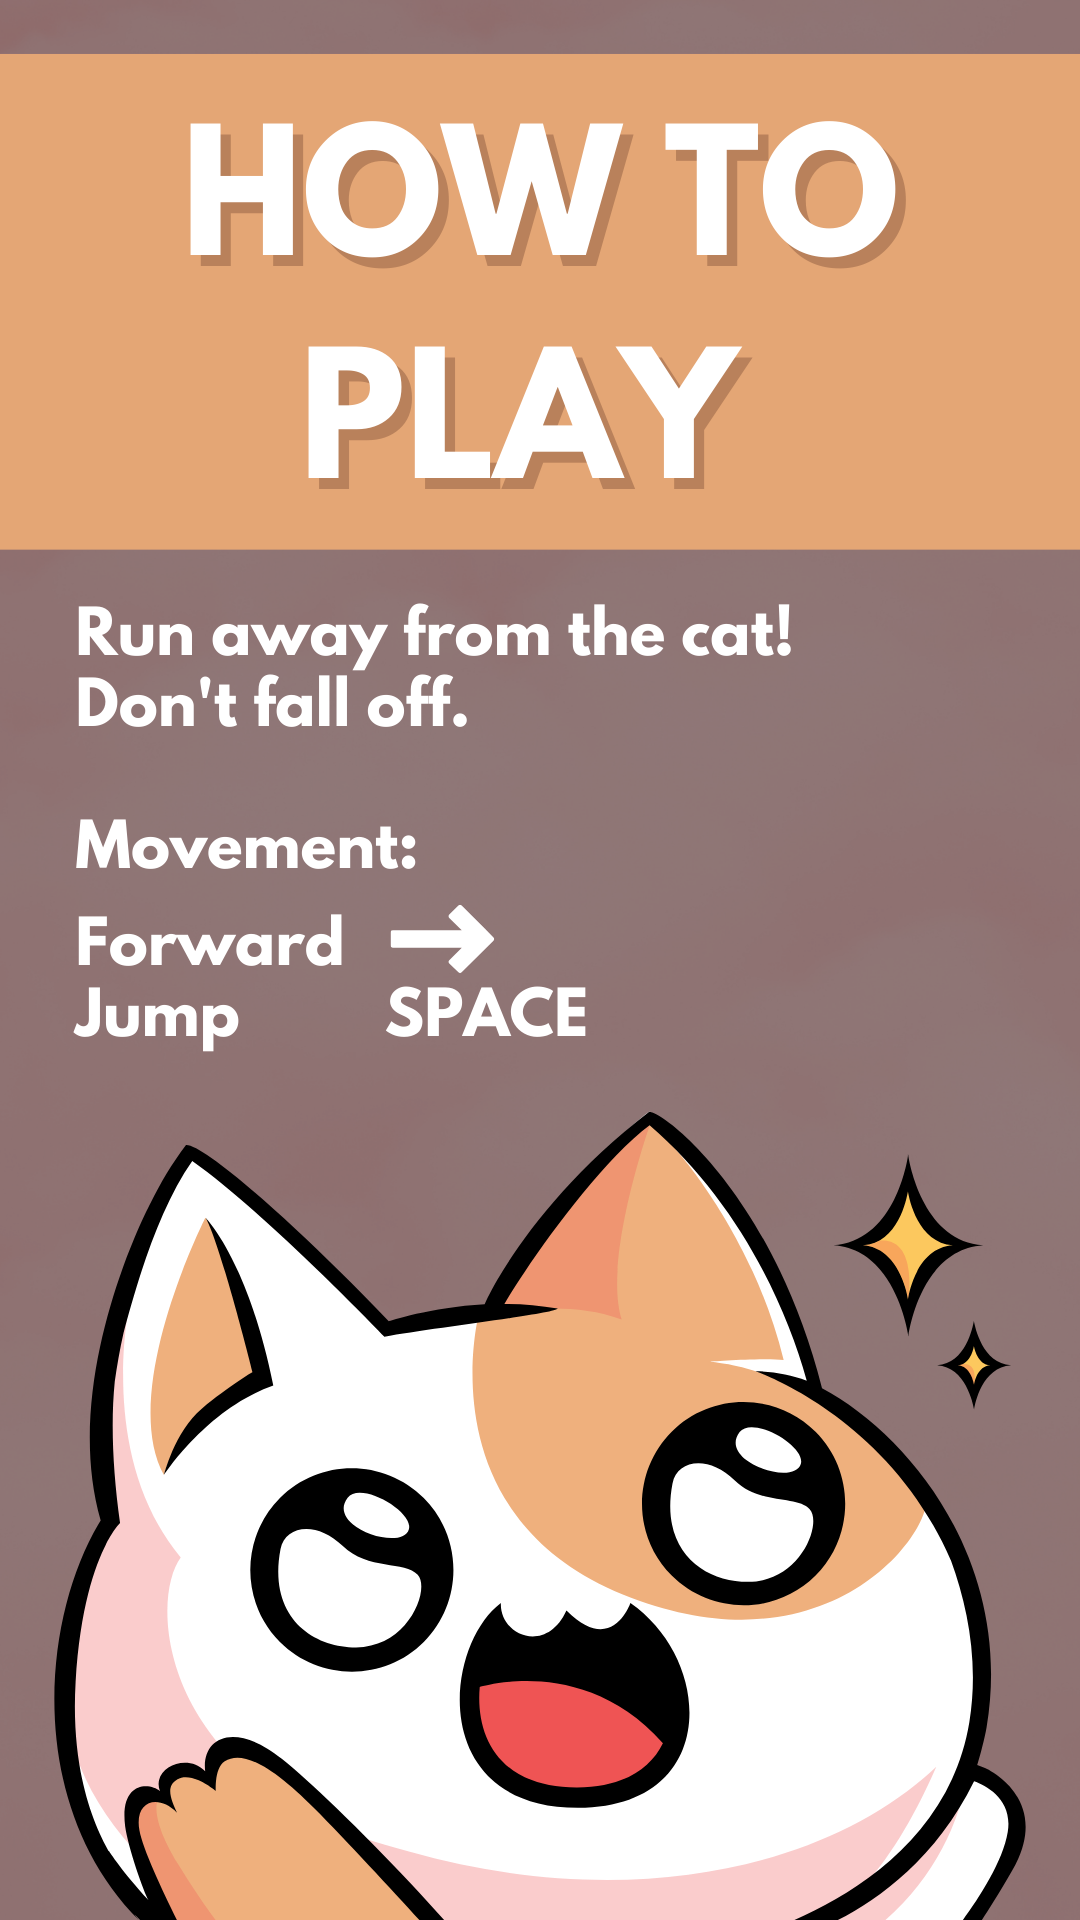 HOW TO
PLAY
Run away from the cat!
Don't fall off.
Movement:
Forward →
Jump SPACE